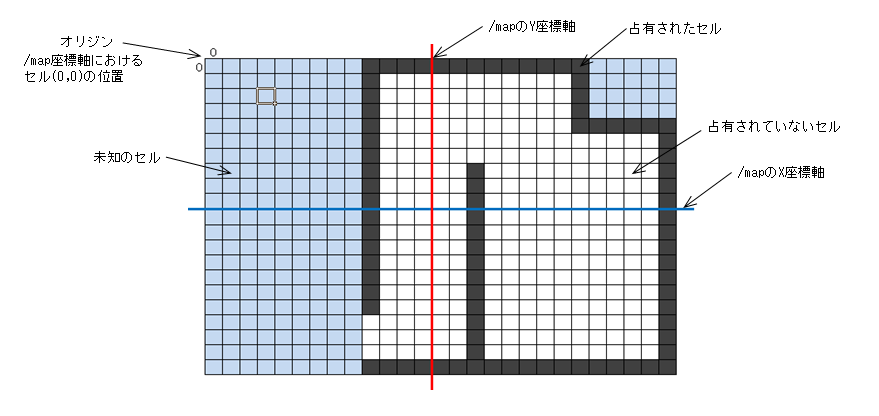 オリジン
/map座標軸における
セル(0,0)の位置
0
0
/mapのY座標軸
占有されたセル
占有されていないセル
未知のセル
/mapのX座標軸